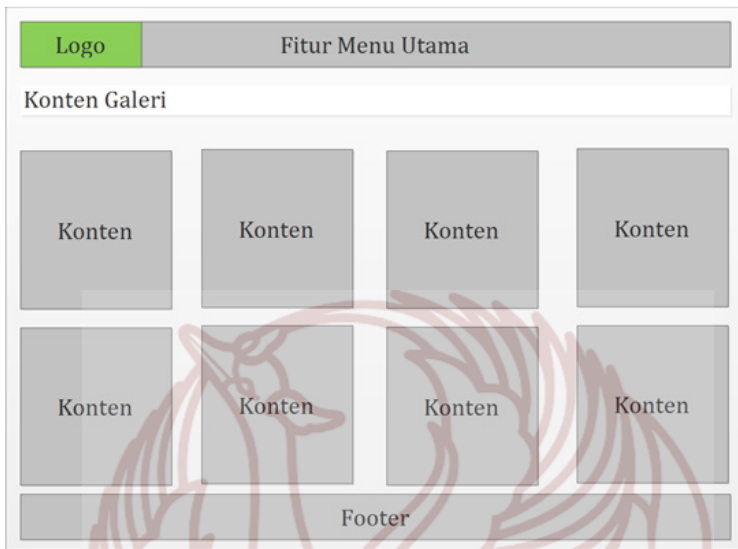 Logo
Fitur Menu Utama
Konten Galeri
Konten
Konten
Konten
Konten
Konten
Konten
Konten
Konten
Footer